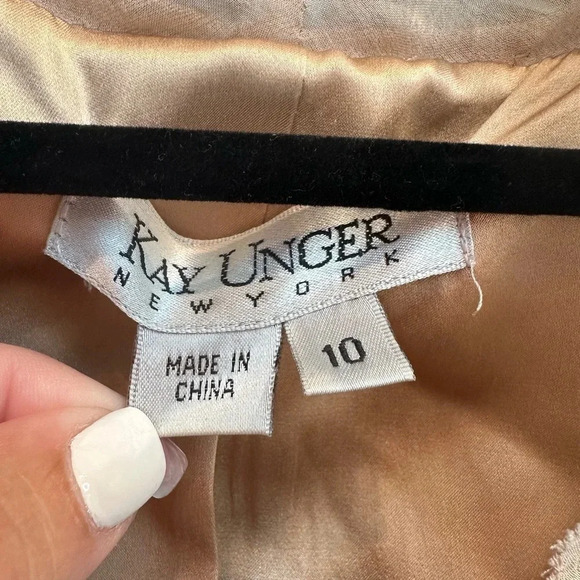 KAY UNGER
NEW YORK
MADE IN
CHINA
10